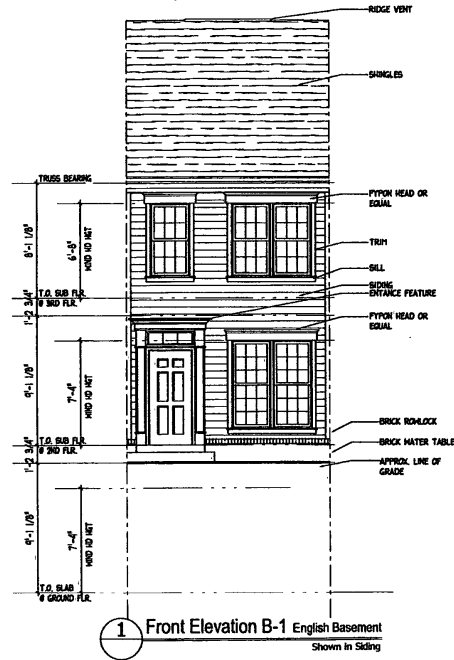 RIDGE VENT
SHINGLES
TRUSS BEARING
FYPON HEAD OR
EQUAL
8'-1 1/8"
6'-8"
WIND HD HGT
TRIM
SILL
T.O. SUB FLR.
@ 3RD FLR.
1'-2 3/4"
SIDING
ENTANCE FEATURE
FYPON HEAD OR
EQUAL
9'-1 1/8"
7'-4"
WIND HD HGT
BRICK ROWLOCK
T.O. SUB FLR.
@ 2ND FLR.
1'-2 3/4"
BRICK WATER TABLE
APPROX. LINE OF
GRADE
9'-1 1/8"
7'-4"
WIND HD HGT
T.O. SLAB
@ GROUND FLR.
1
Front Elevation B-1 English Basement
Shown in Siding